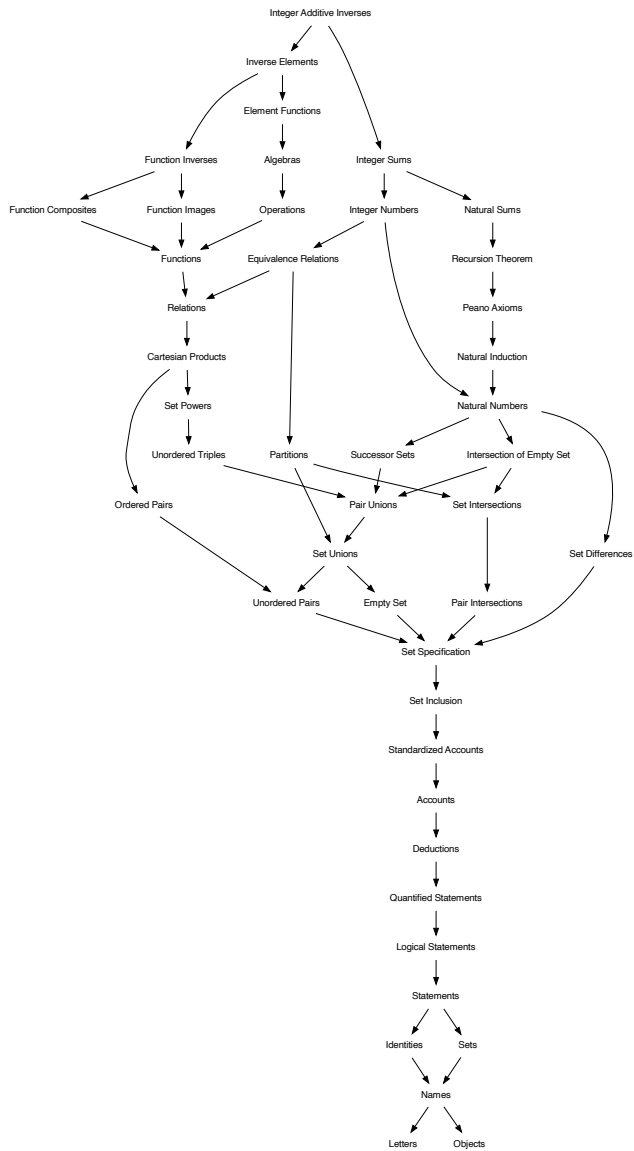 Integer Additive Inverses
Inverse Elements
Element Functions
Function Inverses
Algebras
Integer Sums
Function Composites
Function Images
Operations
Integer Numbers
Natural Sums
Functions
Equivalence Relations
Recursion Theorem
Relations
Peano Axioms
Cartesian Products
Natural Induction
Set Powers
Natural Numbers
Unordered Triples
Partitions
Successor Sets
Intersection of Empty Set
Ordered Pairs
Pair Unions
Set Intersections
Set Unions
Set Differences
Unordered Pairs
Empty Set
Pair Intersections
Set Specification
Set Inclusion
Standardized Accounts
Accounts
Deductions
Quantified Statements
Logical Statements
Statements
Identities
Sets
Names
Letters
Objects